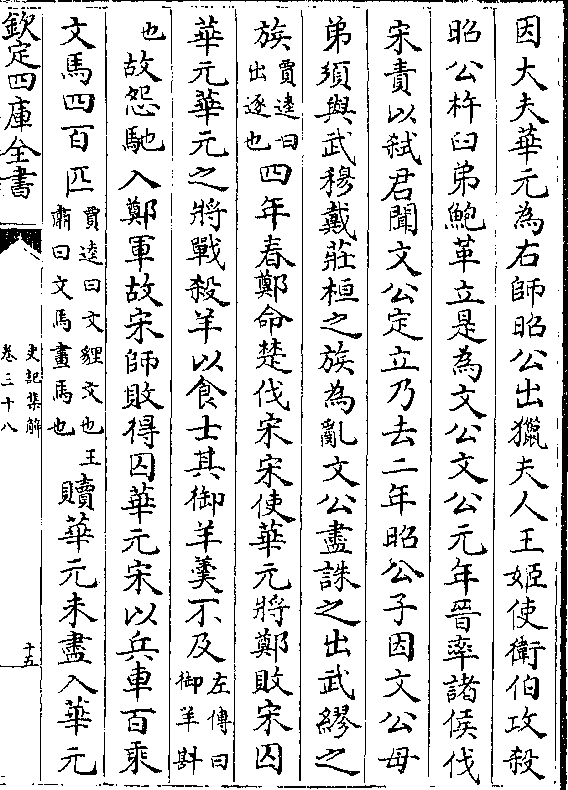 因大夫華元為右師昭公出獵夫人王姬使衛伯攻殺
昭公杵臼弟鮑革立是為文公文公元年晉率諸侯伐
宋責以弑君聞文公定立乃去二年昭公子因文公母
弟須與武穆戴莊桓之族為亂文公盡誅之出武繆之
族賈逵曰出逐也四年春鄭命楚伐宋宋使華元將鄭敗宋囚
華元華元之將戰殺羊以食士其御羊羹不及左傳曰御羊斟
也故怨馳入鄭軍故宋師敗得囚華元宋以兵車百乘
文馬四百匹賈逵曰文貍文也王肅曰文馬畫馬也贖華元未盡入華元
欽定四庫全書
史記集解
卷三十八
十五